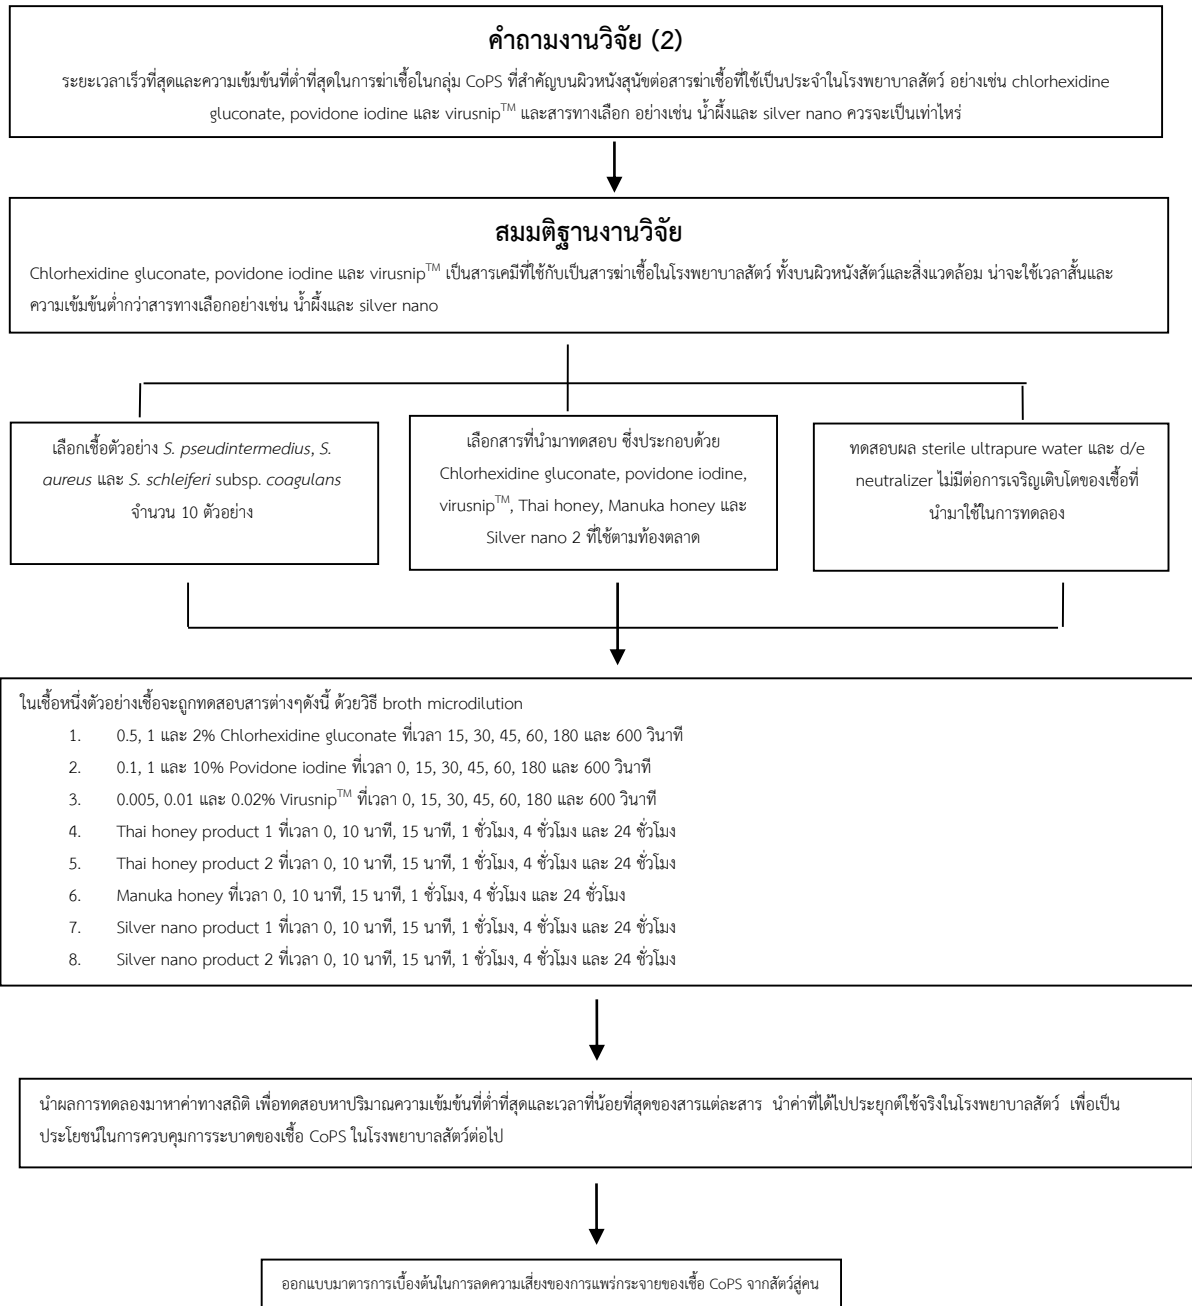 คำถามงานวิจัย (2)
ระยะเวลาเร็วที่สุดและความเข้มข้นที่ต่ำที่สุดในการฆ่าเชื้อในกลุ่ม CoPS ที่สำคัญบนผิวหนังสุนัขต่อสารฆ่าเชื้อที่ใช้เป็นประจำในโรงพยาบาลสัตว์ อย่างเช่น chlorhexidine
gluconate, povidone iodine และ virusnip™ และสารทางเลือก อย่างเช่น น้ำผึ้งและ silver nano ควรจะเป็นเท่าไหร่
สมมติฐานงานวิจัย
Chlorhexidine gluconate, povidone iodine และ virusnip™ เป็นสารเคมีที่ใช้กับเป็นสารฆ่าเชื้อในโรงพยาบาลสัตว์ ทั้งบนผิวหนังสัตว์และสิ่งแวดล้อม น่าจะใช้เวลาสั้นและ
ความเข้มข้นต่ำกว่าสารทางเลือกอย่างเช่น น้ำผึ้งและ silver nano
เลือกเชื้อตัวอย่าง S. pseudintermedius, S.
aureus และ S. schleiferi subsp. coagulans
จำนวน 10 ตัวอย่าง
เลือกสารที่นำมาทดสอบ ซึ่งประกอบด้วย
Chlorhexidine gluconate, povidone iodine,
virusnip™, Thai honey, Manuka honey และ
Silver nano 2 ที่ใช้ตามท้องตลาด
ทดสอบผล sterile ultrapure water และ d/e
neutralizer ไม่มีต่อการเจริญเติบโตของเชื้อที่
นำมาใช้ในการทดลอง
ในเชื้อหนึ่งตัวอย่างเชื้อจะถูกทดสอบสารต่างๆดังนี้ ด้วยวิธี broth microdilution
1. 0.5, 1 และ 2% Chlorhexidine gluconate ที่เวลา 15, 30, 45, 60, 180 และ 600 วินาที
2. 0.1, 1 และ 10% Povidone iodine ที่เวลา 0, 15, 30, 45, 60, 180 และ 600 วินาที
3. 0.005, 0.01 และ 0.02% Virusnip™ ที่เวลา 0, 15, 30, 45, 60, 180 และ 600 วินาที
4. Thai honey product 1 ที่เวลา 0, 10 นาที, 15 นาที, 1 ชั่วโมง, 4 ชั่วโมง และ 24 ชั่วโมง
5. Thai honey product 2 ที่เวลา 0, 10 นาที, 15 นาที, 1 ชั่วโมง, 4 ชั่วโมง และ 24 ชั่วโมง
6. Manuka honey ที่เวลา 0, 10 นาที, 15 นาที, 1 ชั่วโมง, 4 ชั่วโมง และ 24 ชั่วโมง
7. Silver nano product 1 ที่เวลา 0, 10 นาที, 15 นาที, 1 ชั่วโมง, 4 ชั่วโมง และ 24 ชั่วโมง
8. Silver nano product 2 ที่เวลา 0, 10 นาที, 15 นาที, 1 ชั่วโมง, 4 ชั่วโมง และ 24 ชั่วโมง
นำผลการทดลองมาหาค่าทางสถิติ เพื่อทดสอบหาปริมาณความเข้มข้นที่ต่ำที่สุดและเวลาที่น้อยที่สุดของสารแต่ละสาร นำค่าที่ได้ไปประยุกต์ใช้จริงในโรงพยาบาลสัตว์ เพื่อเป็น
ประโยชน์ในการควบคุมการระบาดของเชื้อ CoPS ในโรงพยาบาลสัตว์ต่อไป
ออกแบบมาตารการเบื้องต้นในการลดความเสี่ยงของการแพร่กระจายของเชื้อ CoPS จากสัตว์สู่คน